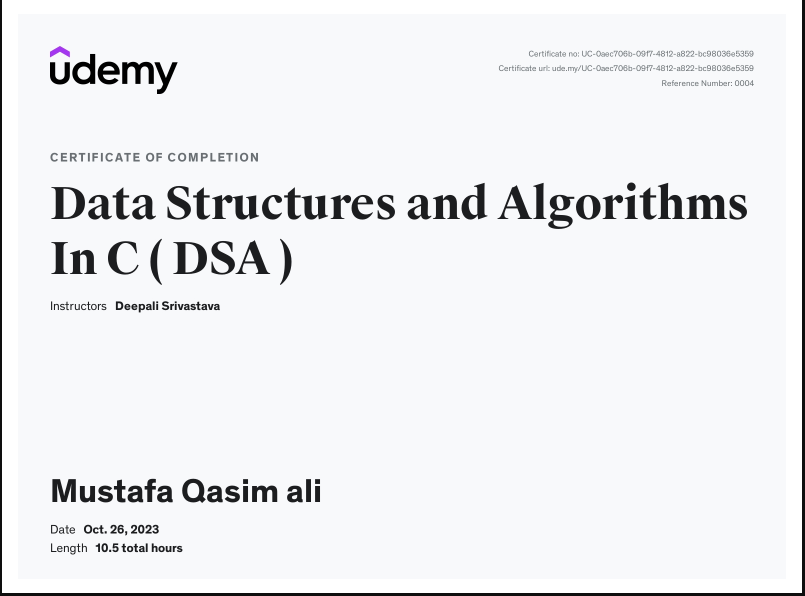 udemy
Certificate no: UC-0aec706b-09f7-4812-a822-bc98036e5359
Certificate url: ude.my/UC-0aec706b-09f7-4812-a822-bc98036e5359
Reference Number: 0004
CERTIFICATE OF COMPLETION
Data Structures and Algorithms
In C ( DSA )
Instructors Deepali Srivastava
Mustafa Qasim ali
Date Oct. 26, 2023
Length 10.5 total hours